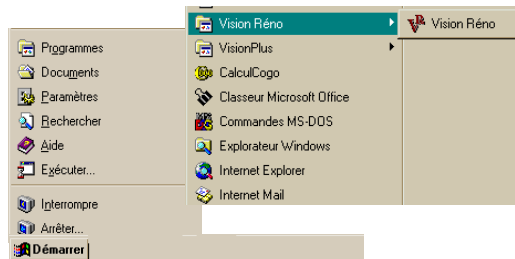 Programmes
Documents
Paramètres
Rechercher
Aide
Exécuter...
Interrompre
Arrêter...
Démarrer
Vision Réno
VisionPlus
CalculCogo
Classeur Microsoft Office
Commandes MS-DOS
Explorateur Windows
Internet Explorer
Internet Mail
Vision Réno